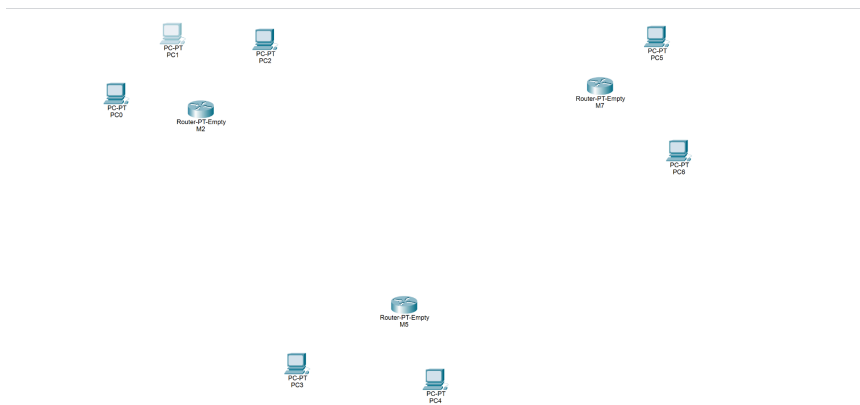 PC-PT
PC1
PC-PT
PC2
PC-PT
PC5
PC-PT
PC0
Router-PT-Empty
M2
Router-PT-Empty
M7
PC-PT
PC6
Router-PT-Empty
M5
PC-PT
PC3
PC-PT
PC4